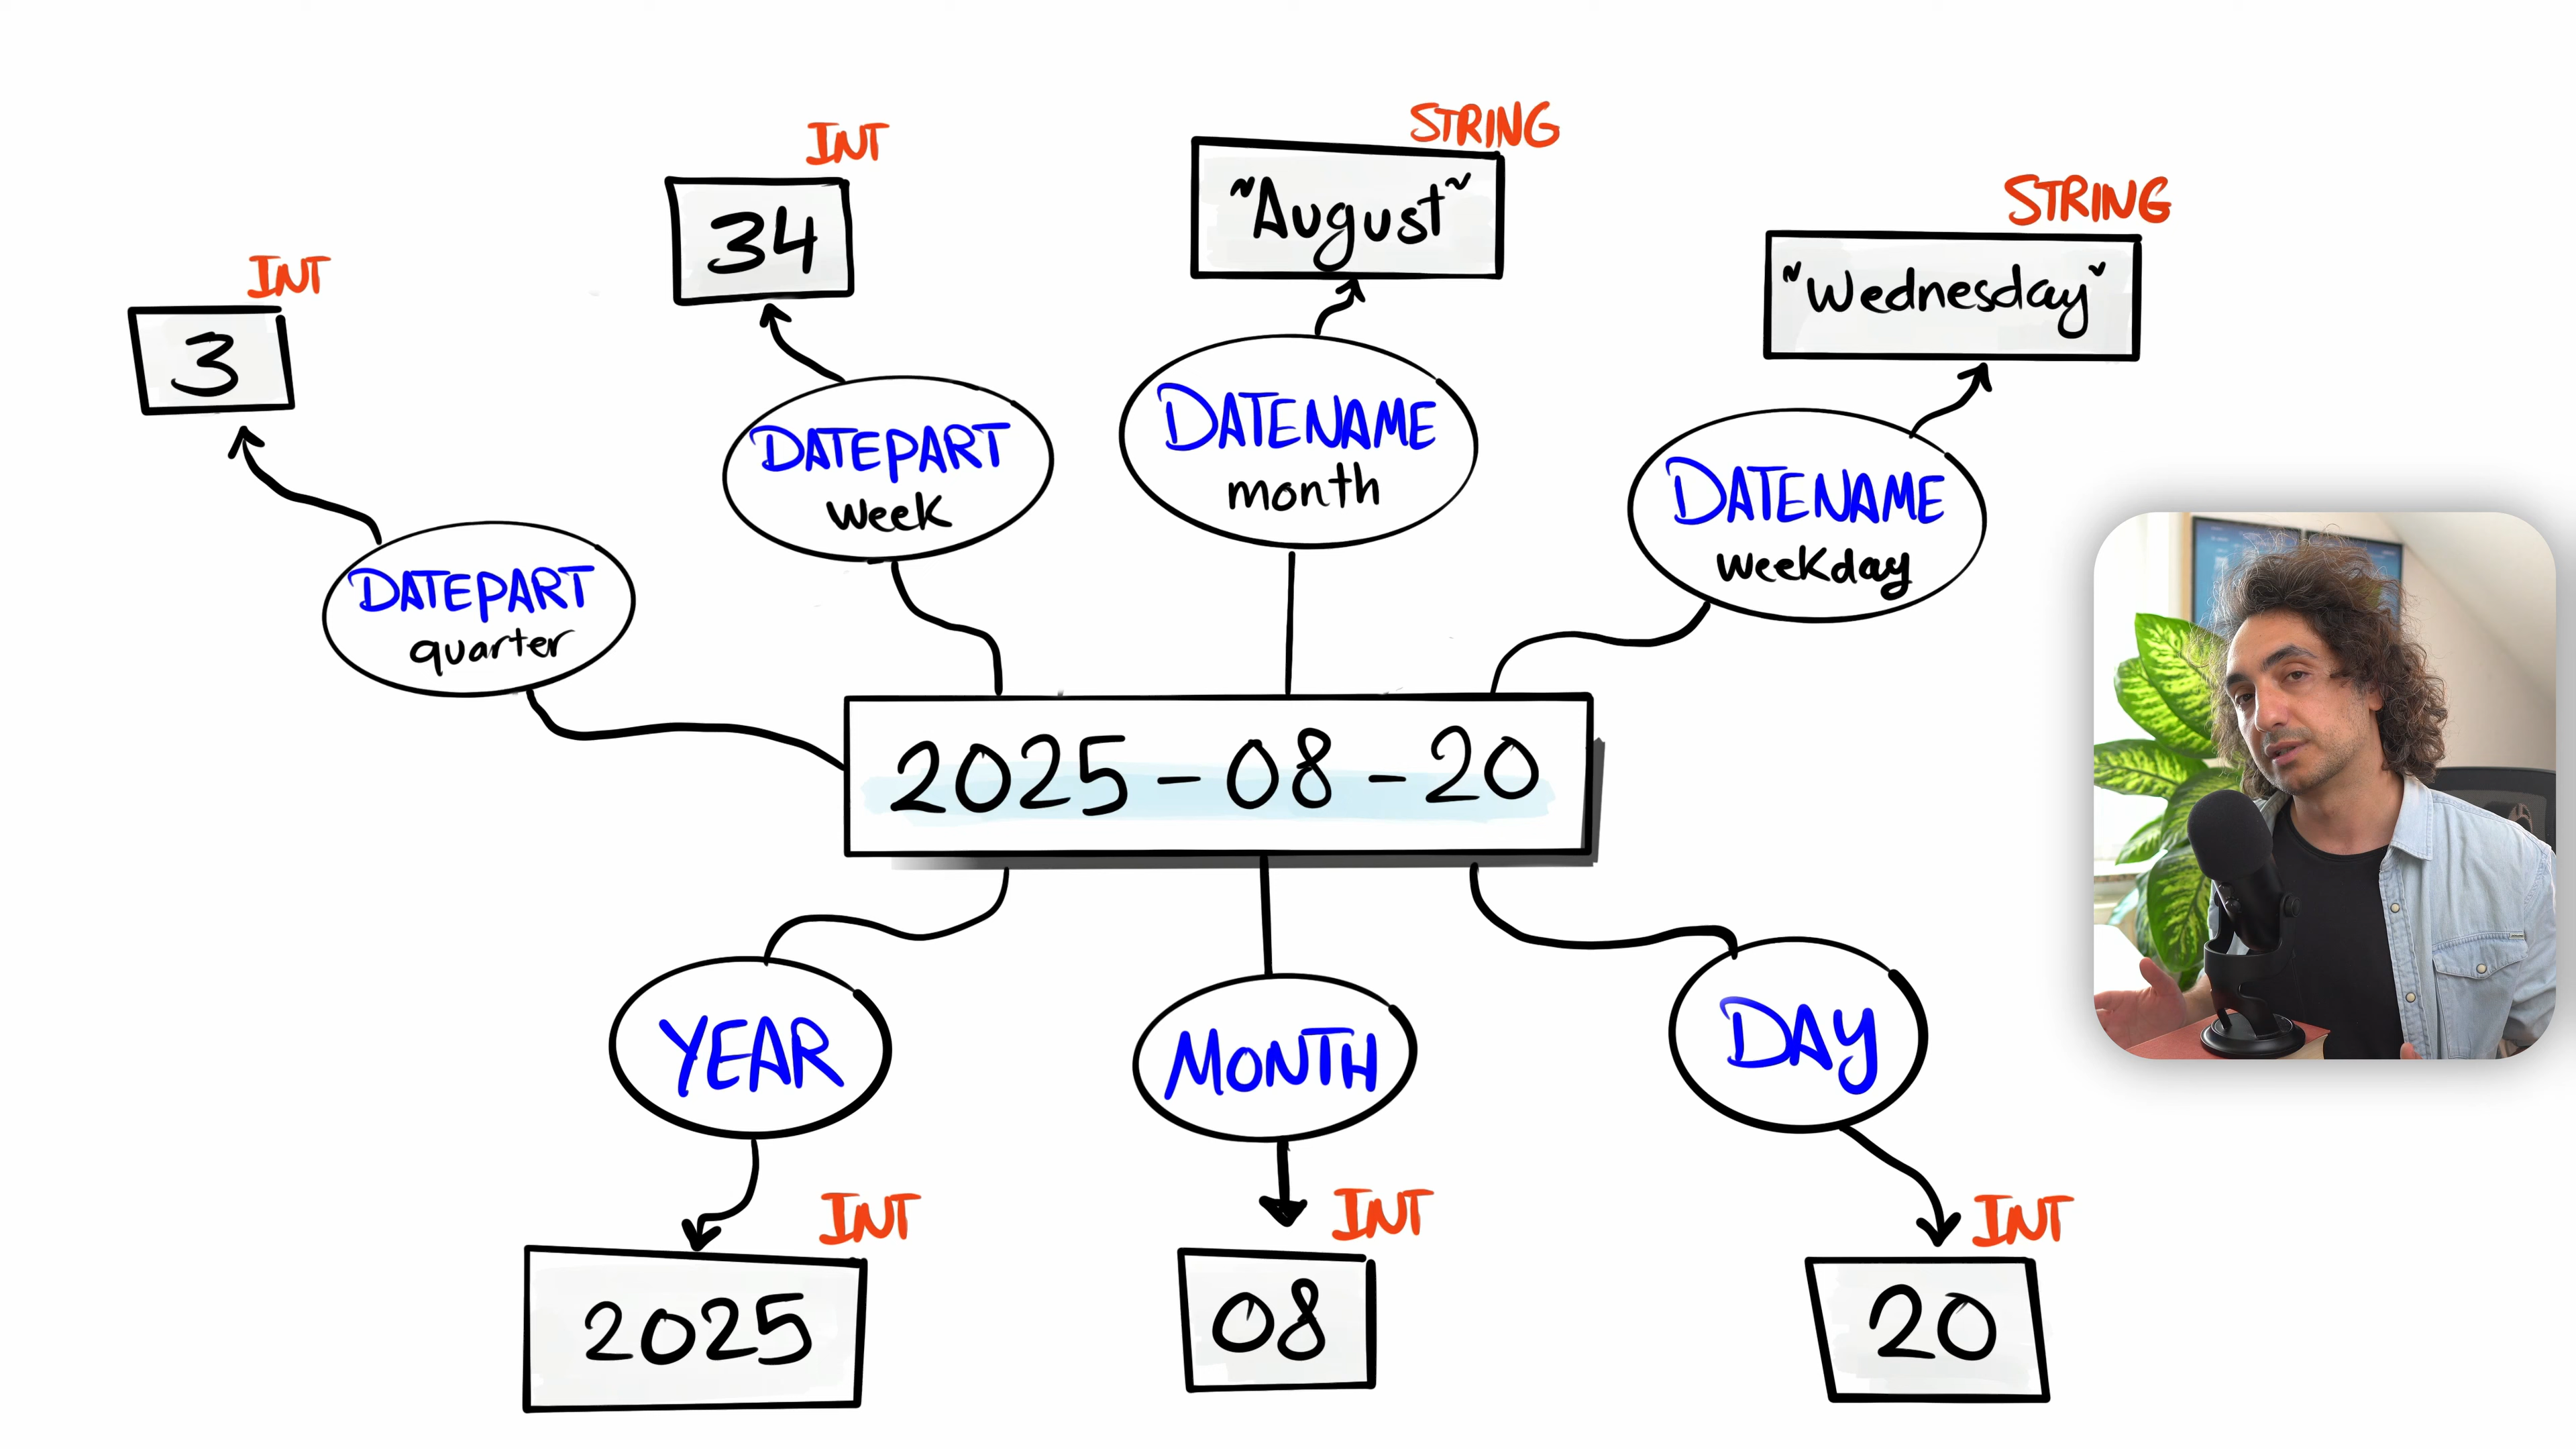 INT
3
DATEPART
quarter
INT
34
DATEPART
week
STRING
"August"
DATENAME
month
STRING
"Wednesday"
DATENAME
weekday
2025-08-20
YEAR
INT
2025
MONTH
INT
08
DAY
INT
20